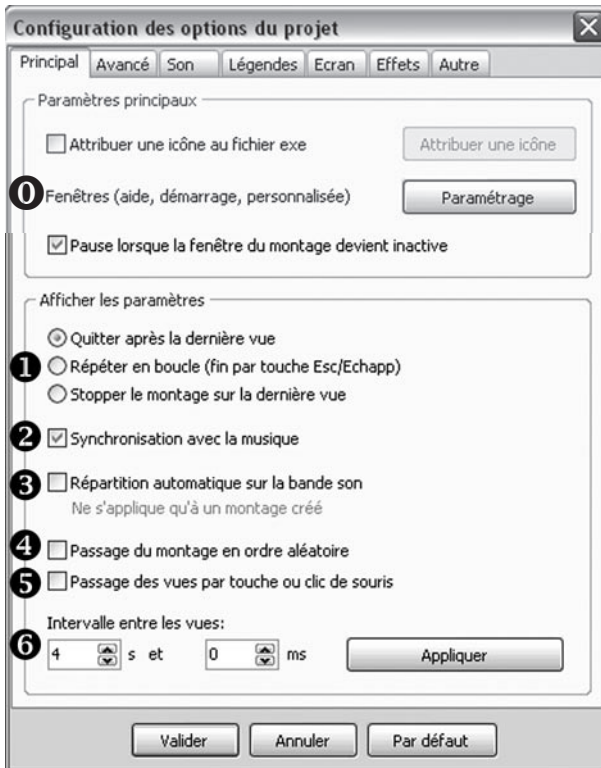 Configuration des options du projet
Principal Avancé Son Légendes Ecran Effets Autre
Paramètres principaux
Attribuer une icône au fichier exe Attribuer une icône
0 Fenêtres (aide, démarrage, personnalisée) Paramétrage
Pause lorsque la fenêtre du montage devient inactive
Afficher les paramètres
Quitter après la dernière vue
1 Répéter en boucle (fin par touche Esc/Echapp)
Stopper le montage sur la dernière vue
2 Synchronisation avec la musique
3 Répartition automatique sur la bande son
Ne s'applique qu'à un montage créé
4 Passage du montage en ordre aléatoire
5 Passage des vues par touche ou clic de souris
Intervalle entre les vues:
6 4 s et 0 ms Appliquer
Valider Annuler Par défaut